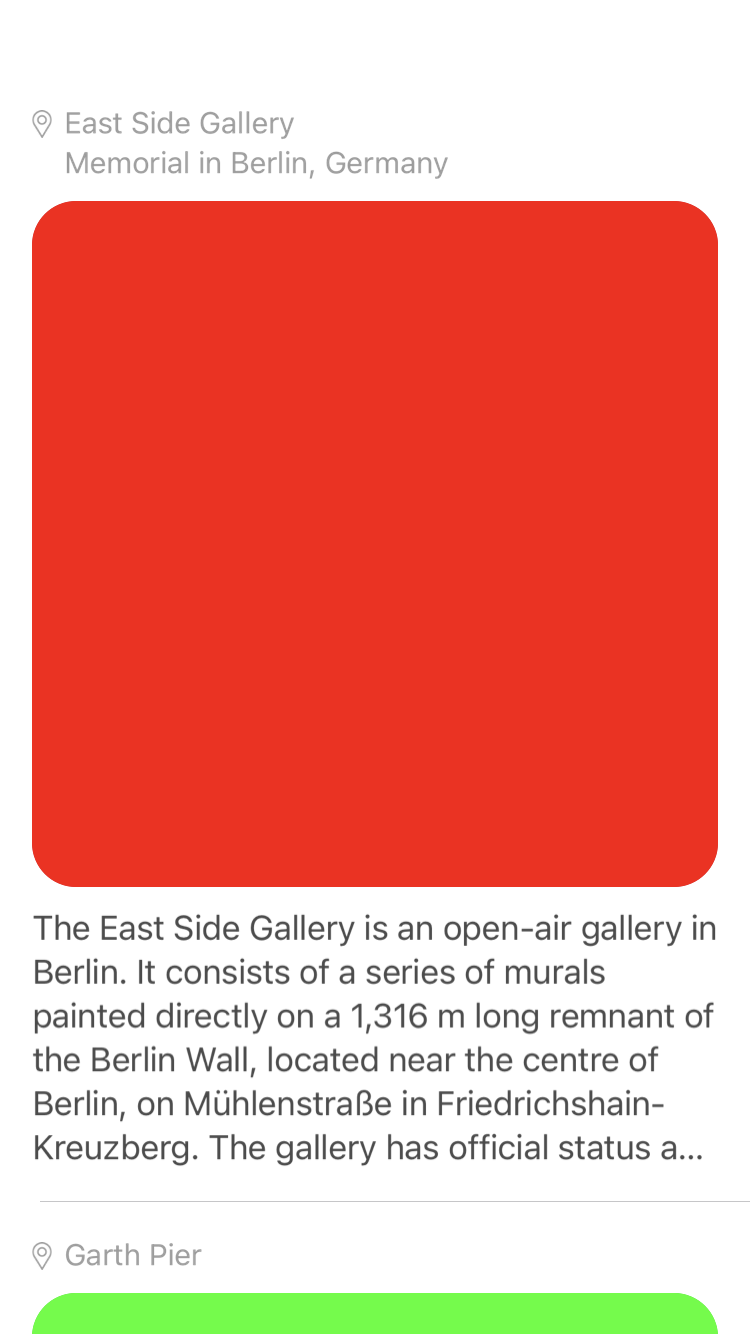 East Side Gallery
Memorial in Berlin, Germany
The East Side Gallery is an open-air gallery in
Berlin. It consists of a series of murals
painted directly on a 1,316 m long remnant of
the Berlin Wall, located near the centre of
Berlin, on Mühlenstraße in Friedrichshain-
Kreuzberg. The gallery has official status a...
Garth Pier